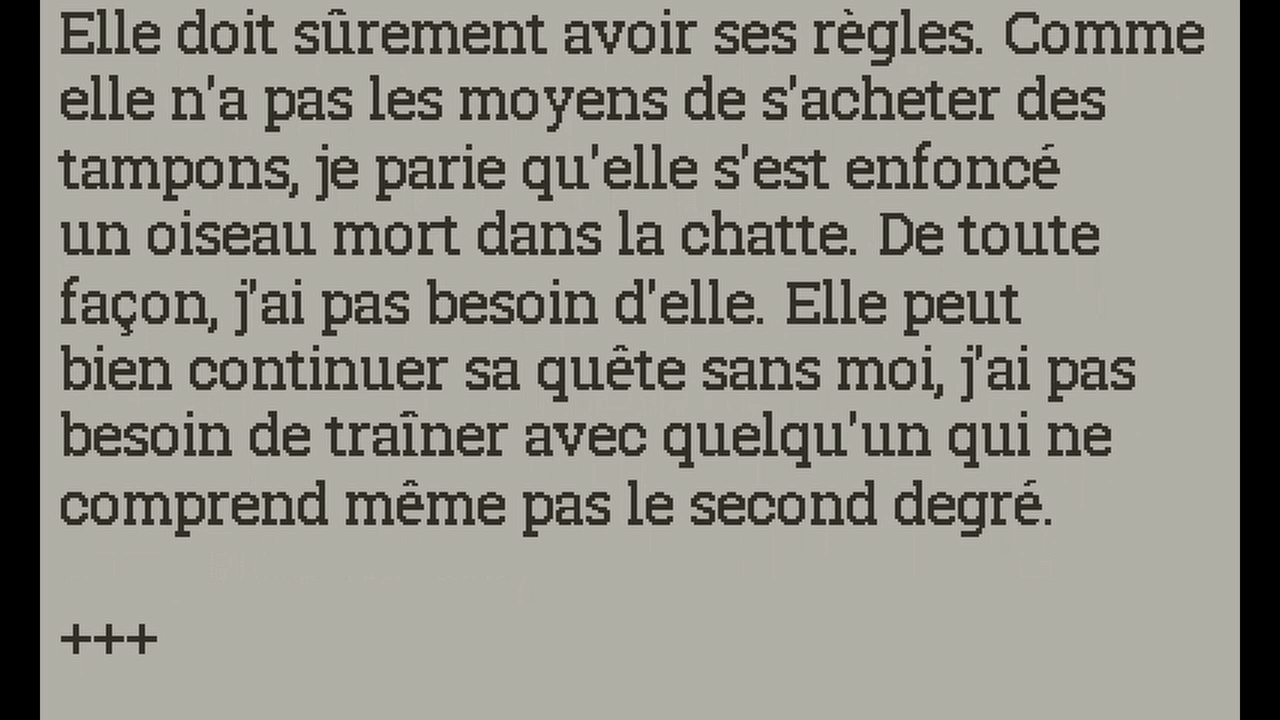 Elle doit sûrement avoir ses règles. Comme
elle n'a pas les moyens de s'acheter des
tampons, je parie qu'elle s'est enfoncé
un oiseau mort dans la chatte. De toute
façon, j'ai pas besoin d'elle. Elle peut
bien continuer sa quête sans moi, j'ai pas
besoin de traîner avec quelqu'un qui ne
comprend même pas le second degré.
+++